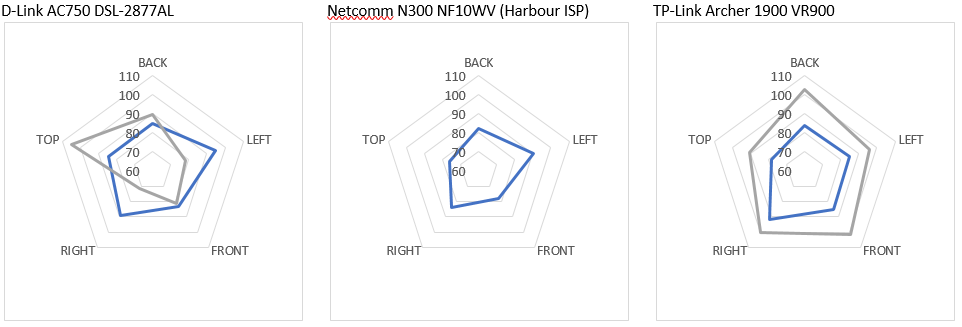 D-Link AC750 DSL-2877AL
BACK
110
100
90
80
70
60
TOP
LEFT
RIGHT
FRONT
Netcomm N300 NF10WV (Harbour ISP)
BACK
110
100
90
80
70
60
TOP
LEFT
RIGHT
FRONT
TP-Link Archer 1900 VR900
BACK
110
100
90
80
70
60
TOP
LEFT
RIGHT
FRONT